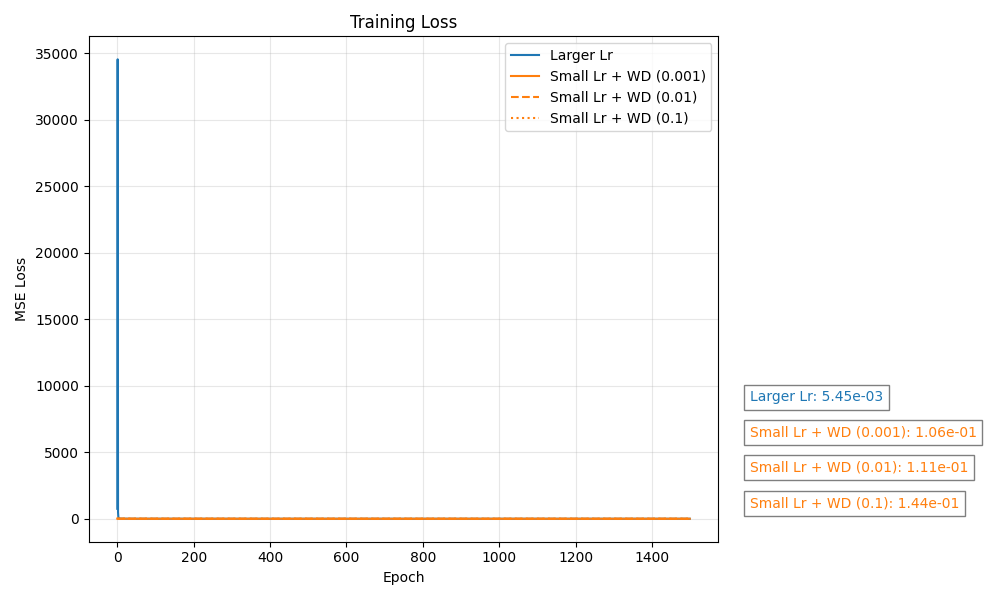 Training Loss
35000
30000
25000
20000
15000
10000
5000
0
MSE Loss
0 200 400 600 800 1000 1200 1400
Epoch
Larger Lr
Small Lr + WD (0.001)
Small Lr + WD (0.01)
Small Lr + WD (0.1)
Larger Lr: 5.45e-03
Small Lr + WD (0.001): 1.06e-01
Small Lr + WD (0.01): 1.11e-01
Small Lr + WD (0.1): 1.44e-01